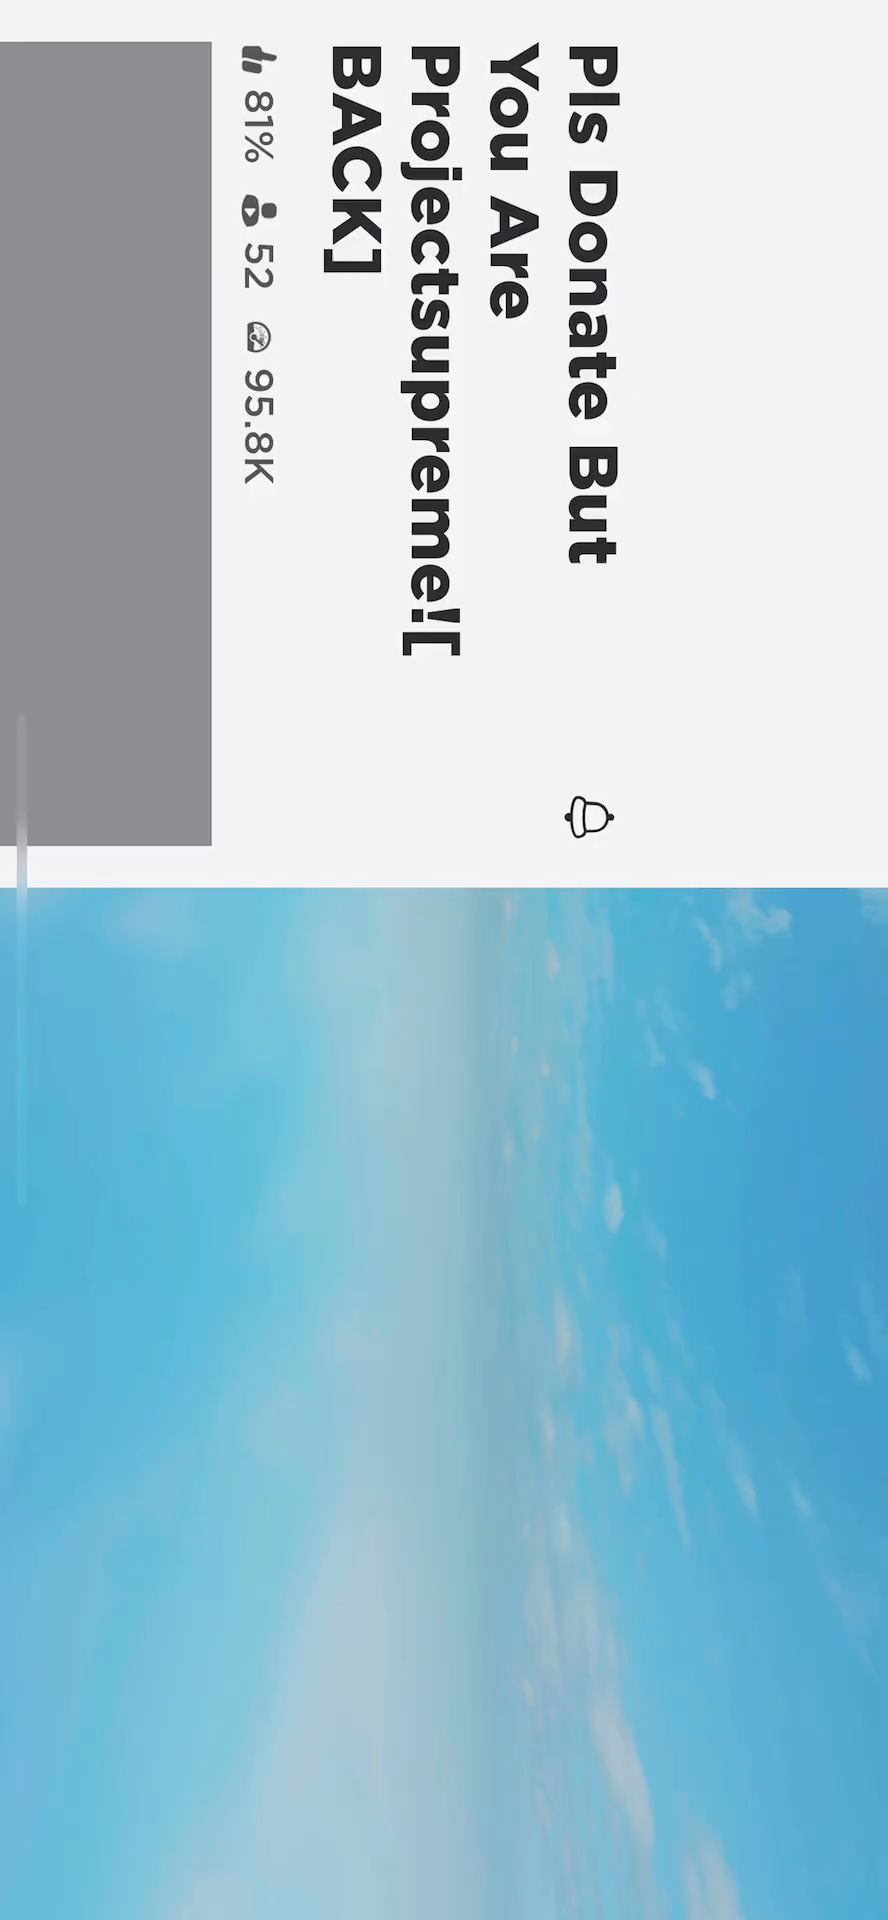 Pls Donate But
You Are
Projectsupreme![
BACK]
81% 52 95.8K